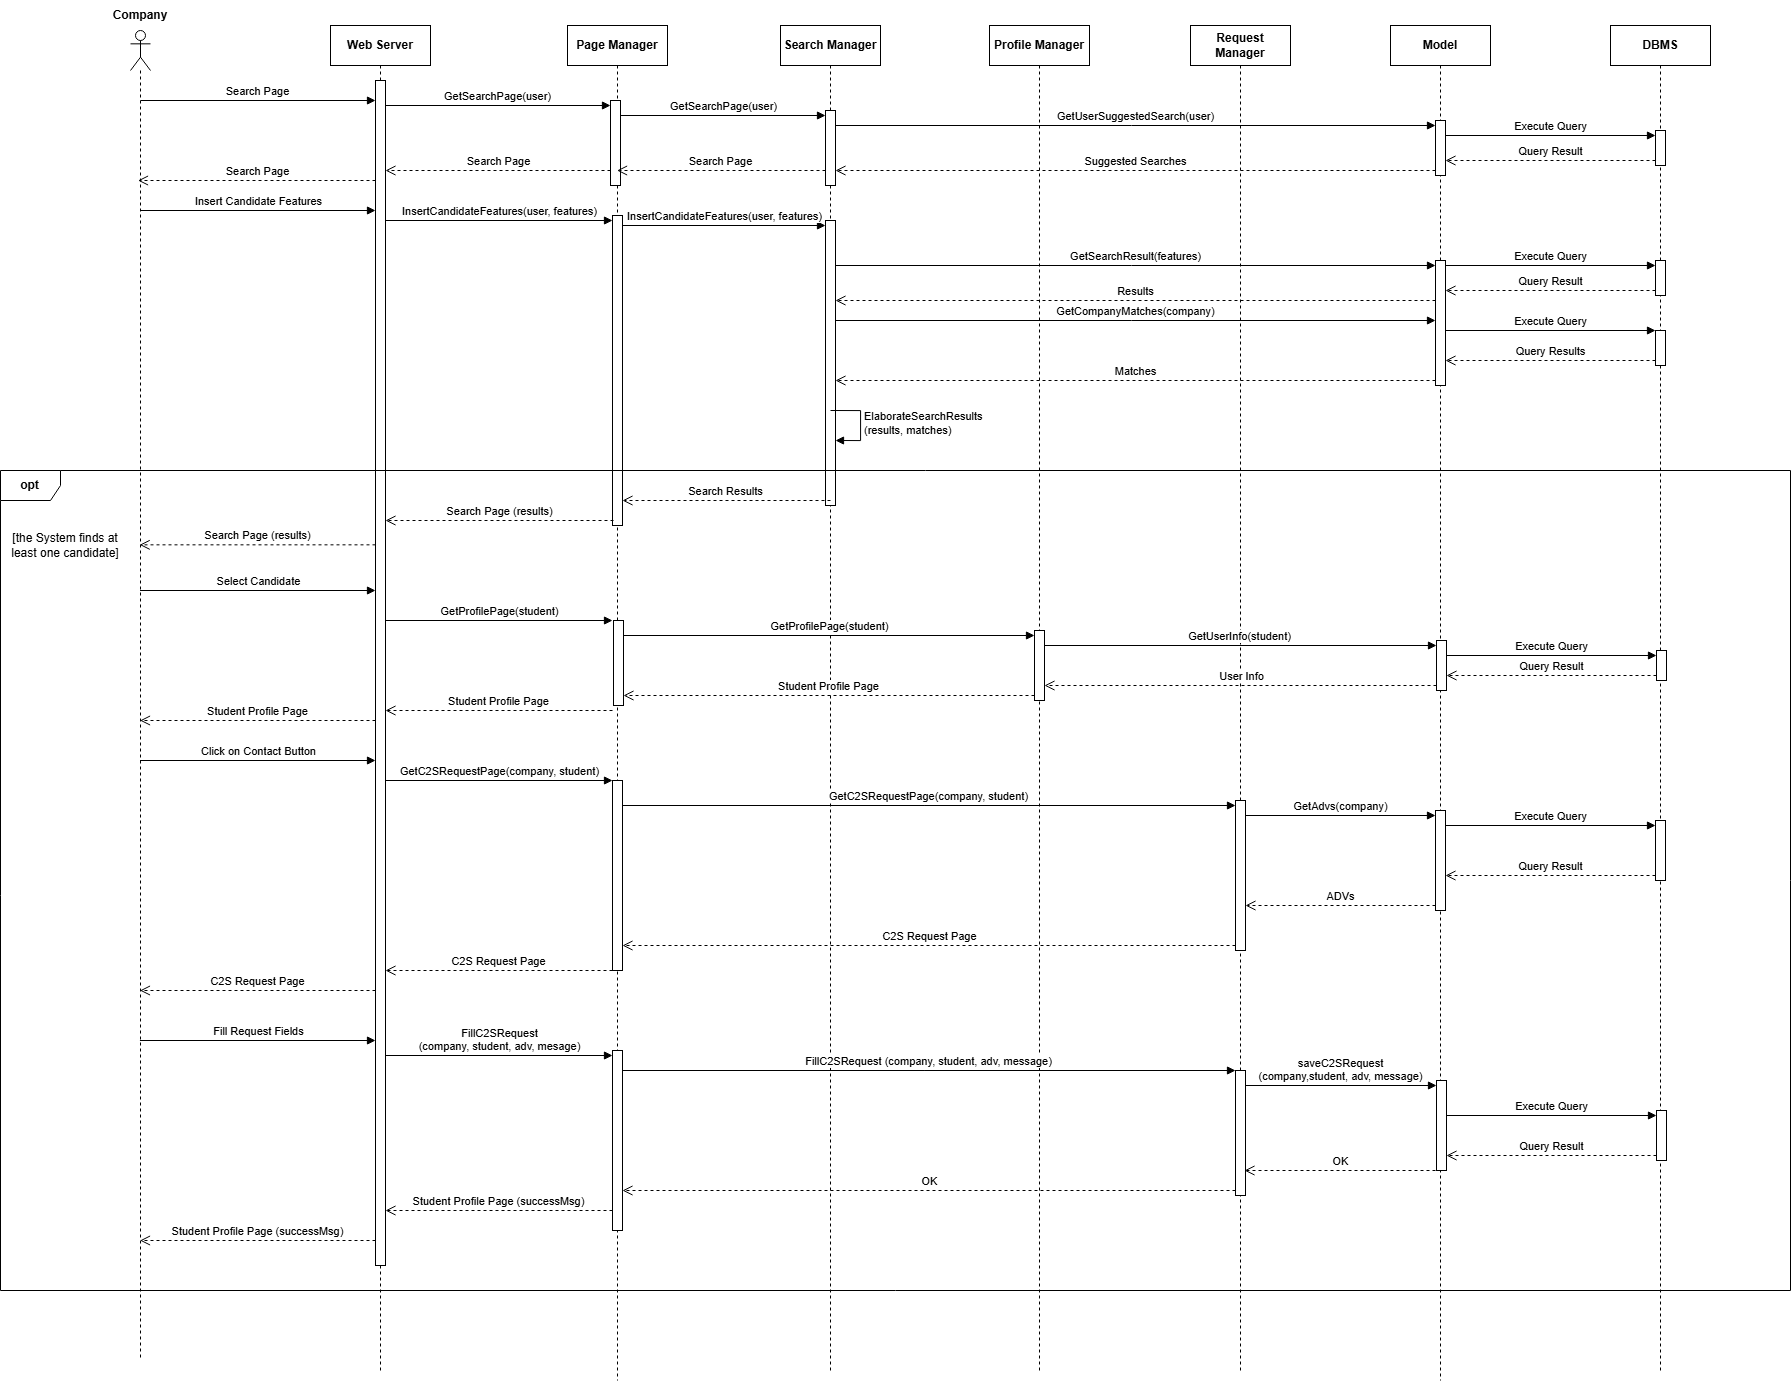 Company
Web Server
Page Manager
Search Manager
Profile Manager
Request
Manager
Model
DBMS
Search Page
GetSearchPage(user)
GetSearchPage(user)
GetUserSuggestedSearch(user)
Execute Query
Query Result
Suggested Searches
Search Page
Search Page
Search Page
Insert Candidate Features
InsertCandidateFeatures(user, features)
InsertCandidateFeatures(user, features)
GetSearchResult(features)
Execute Query
Query Result
Results
GetCompanyMatches(company)
Execute Query
Query Results
Matches
ElaborateSearchResults
(results, matches)
opt
[the System finds at
least one candidate]
Search Results
Search Page (results)
Search Page (results)
Select Candidate
GetProfilePage(student)
GetProfilePage(student)
GetUserInfo(student)
Execute Query
Query Result
User Info
Student Profile Page
Student Profile Page
Student Profile Page
Click on Contact Button
GetC2SRequestPage(company, student)
GetC2SRequestPage(company, student)
GetAdvs(company)
Execute Query
Query Result
ADVs
C2S Request Page
C2S Request Page
C2S Request Page
Fill Request Fields
FillC2SRequest
(company, student, adv, mesage)
FillC2SRequest (company, student, adv, message)
saveC2SRequest
(company,student, adv, message)
Execute Query
Query Result
OK
OK
Student Profile Page (successMsg)
Student Profile Page (successMsg)